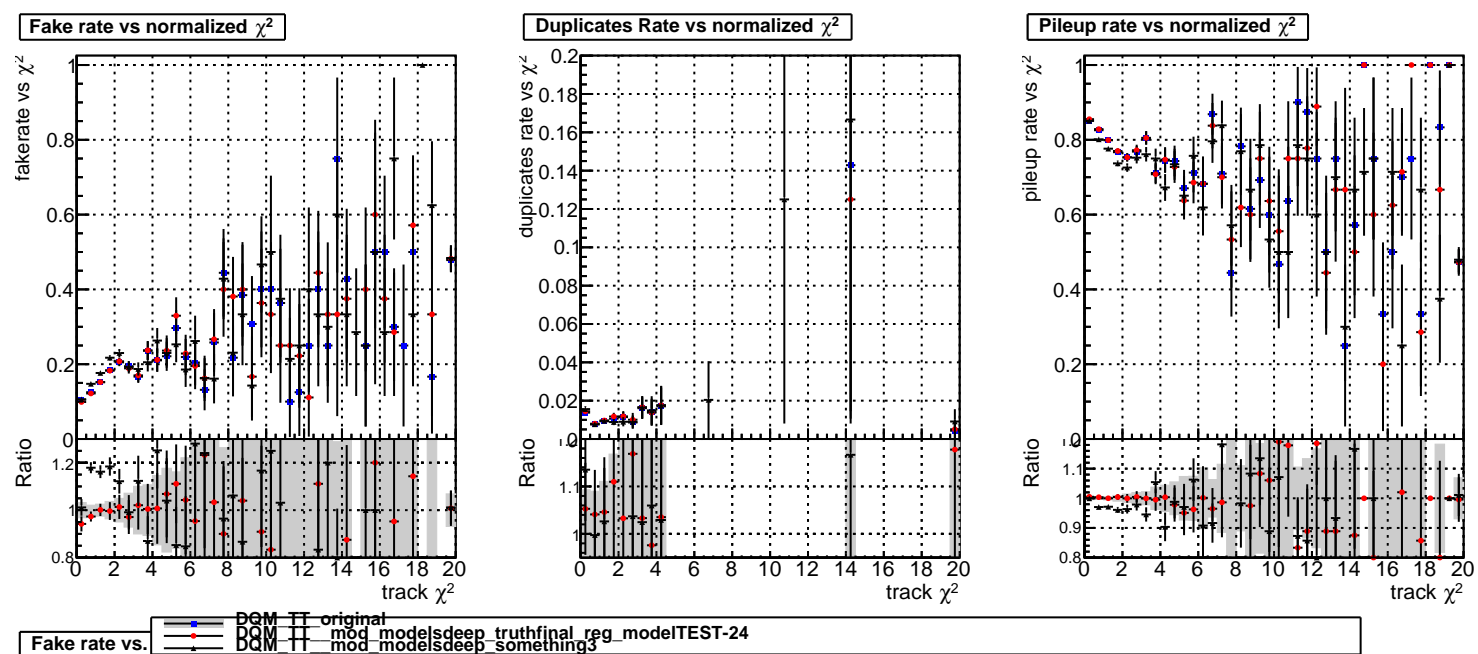 Fake rate vs normalized χ²
fakerate vs χ²
1
0.8
0.6
0.4
0.2
0
Ratio
1.2
1
0.8
0 2 4 6 8 10 12 14 16 18 20
track χ²
Duplicates Rate vs normalized χ²
duplicates rate vs χ²
0.2
0.18
0.16
0.14
0.12
0.1
0.08
0.06
0.04
0.02
0
Ratio
1.1
1
0 2 4 6 8 10 12 14 16 18 20
track χ²
Pileup rate vs normalized χ²
pileup rate vs χ²
1
0.8
0.6
0.4
0.2
Ratio
1.1
1
0.9
0.8
0 2 4 6 8 10 12 14 16 18 20
track χ²
Fake rate vs.
DQM_TT_original
DQM_TT__mod_modelsdeep_truthfinal_reg_modelTEST-24
DQM_TT__mod_modelsdeep_something3